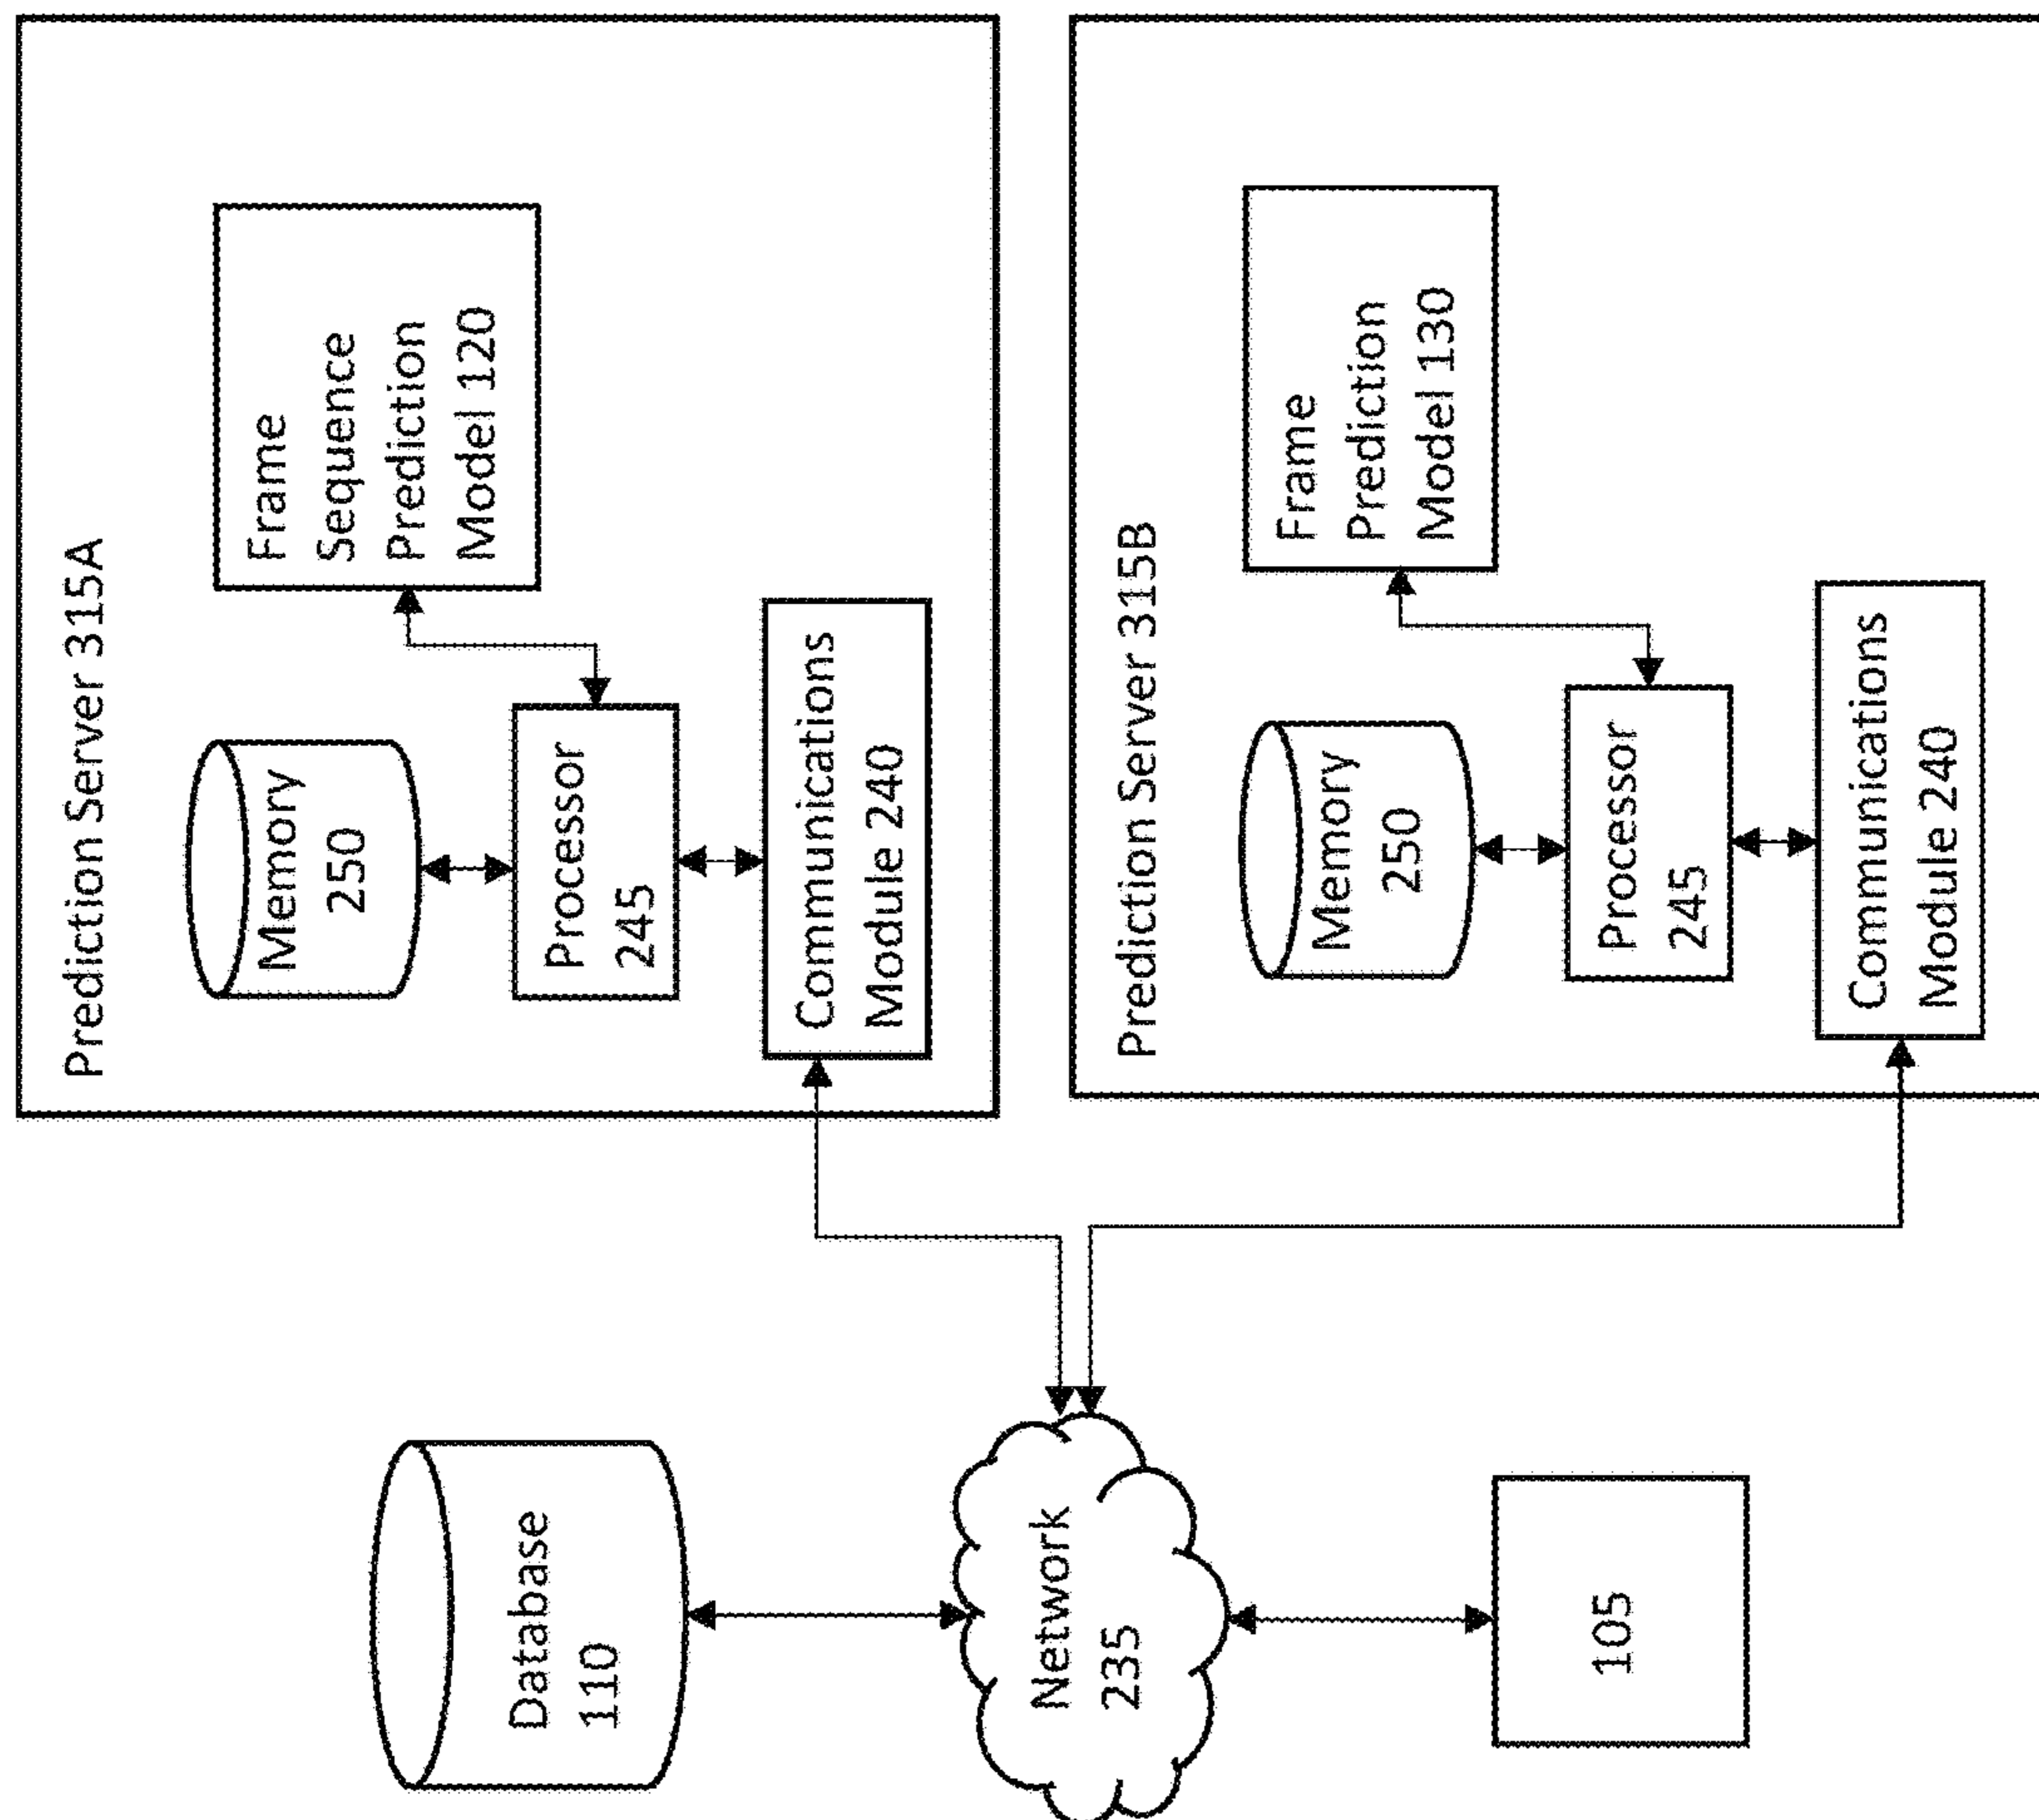 Prediction Server 315A
Memory
250
Processor
245
Communications
Module 240
Frame
Sequence
Prediction
Model 120
Database
110
Network
235
105
Prediction Server 315B
Memory
250
Processor
245
Communications
Module 240
Frame
Prediction
Model 130